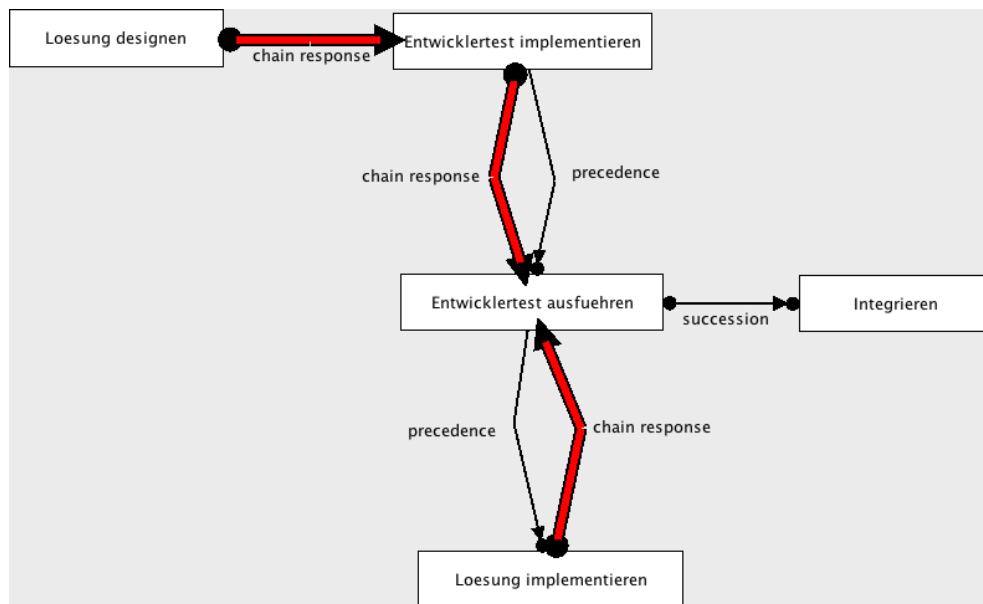 Loesung designen
chain response
Entwicklertest implementieren
chain response
precedence
Entwicklertest ausfuehren
succession
Integrieren
precedence
chain response
Loesung implementieren